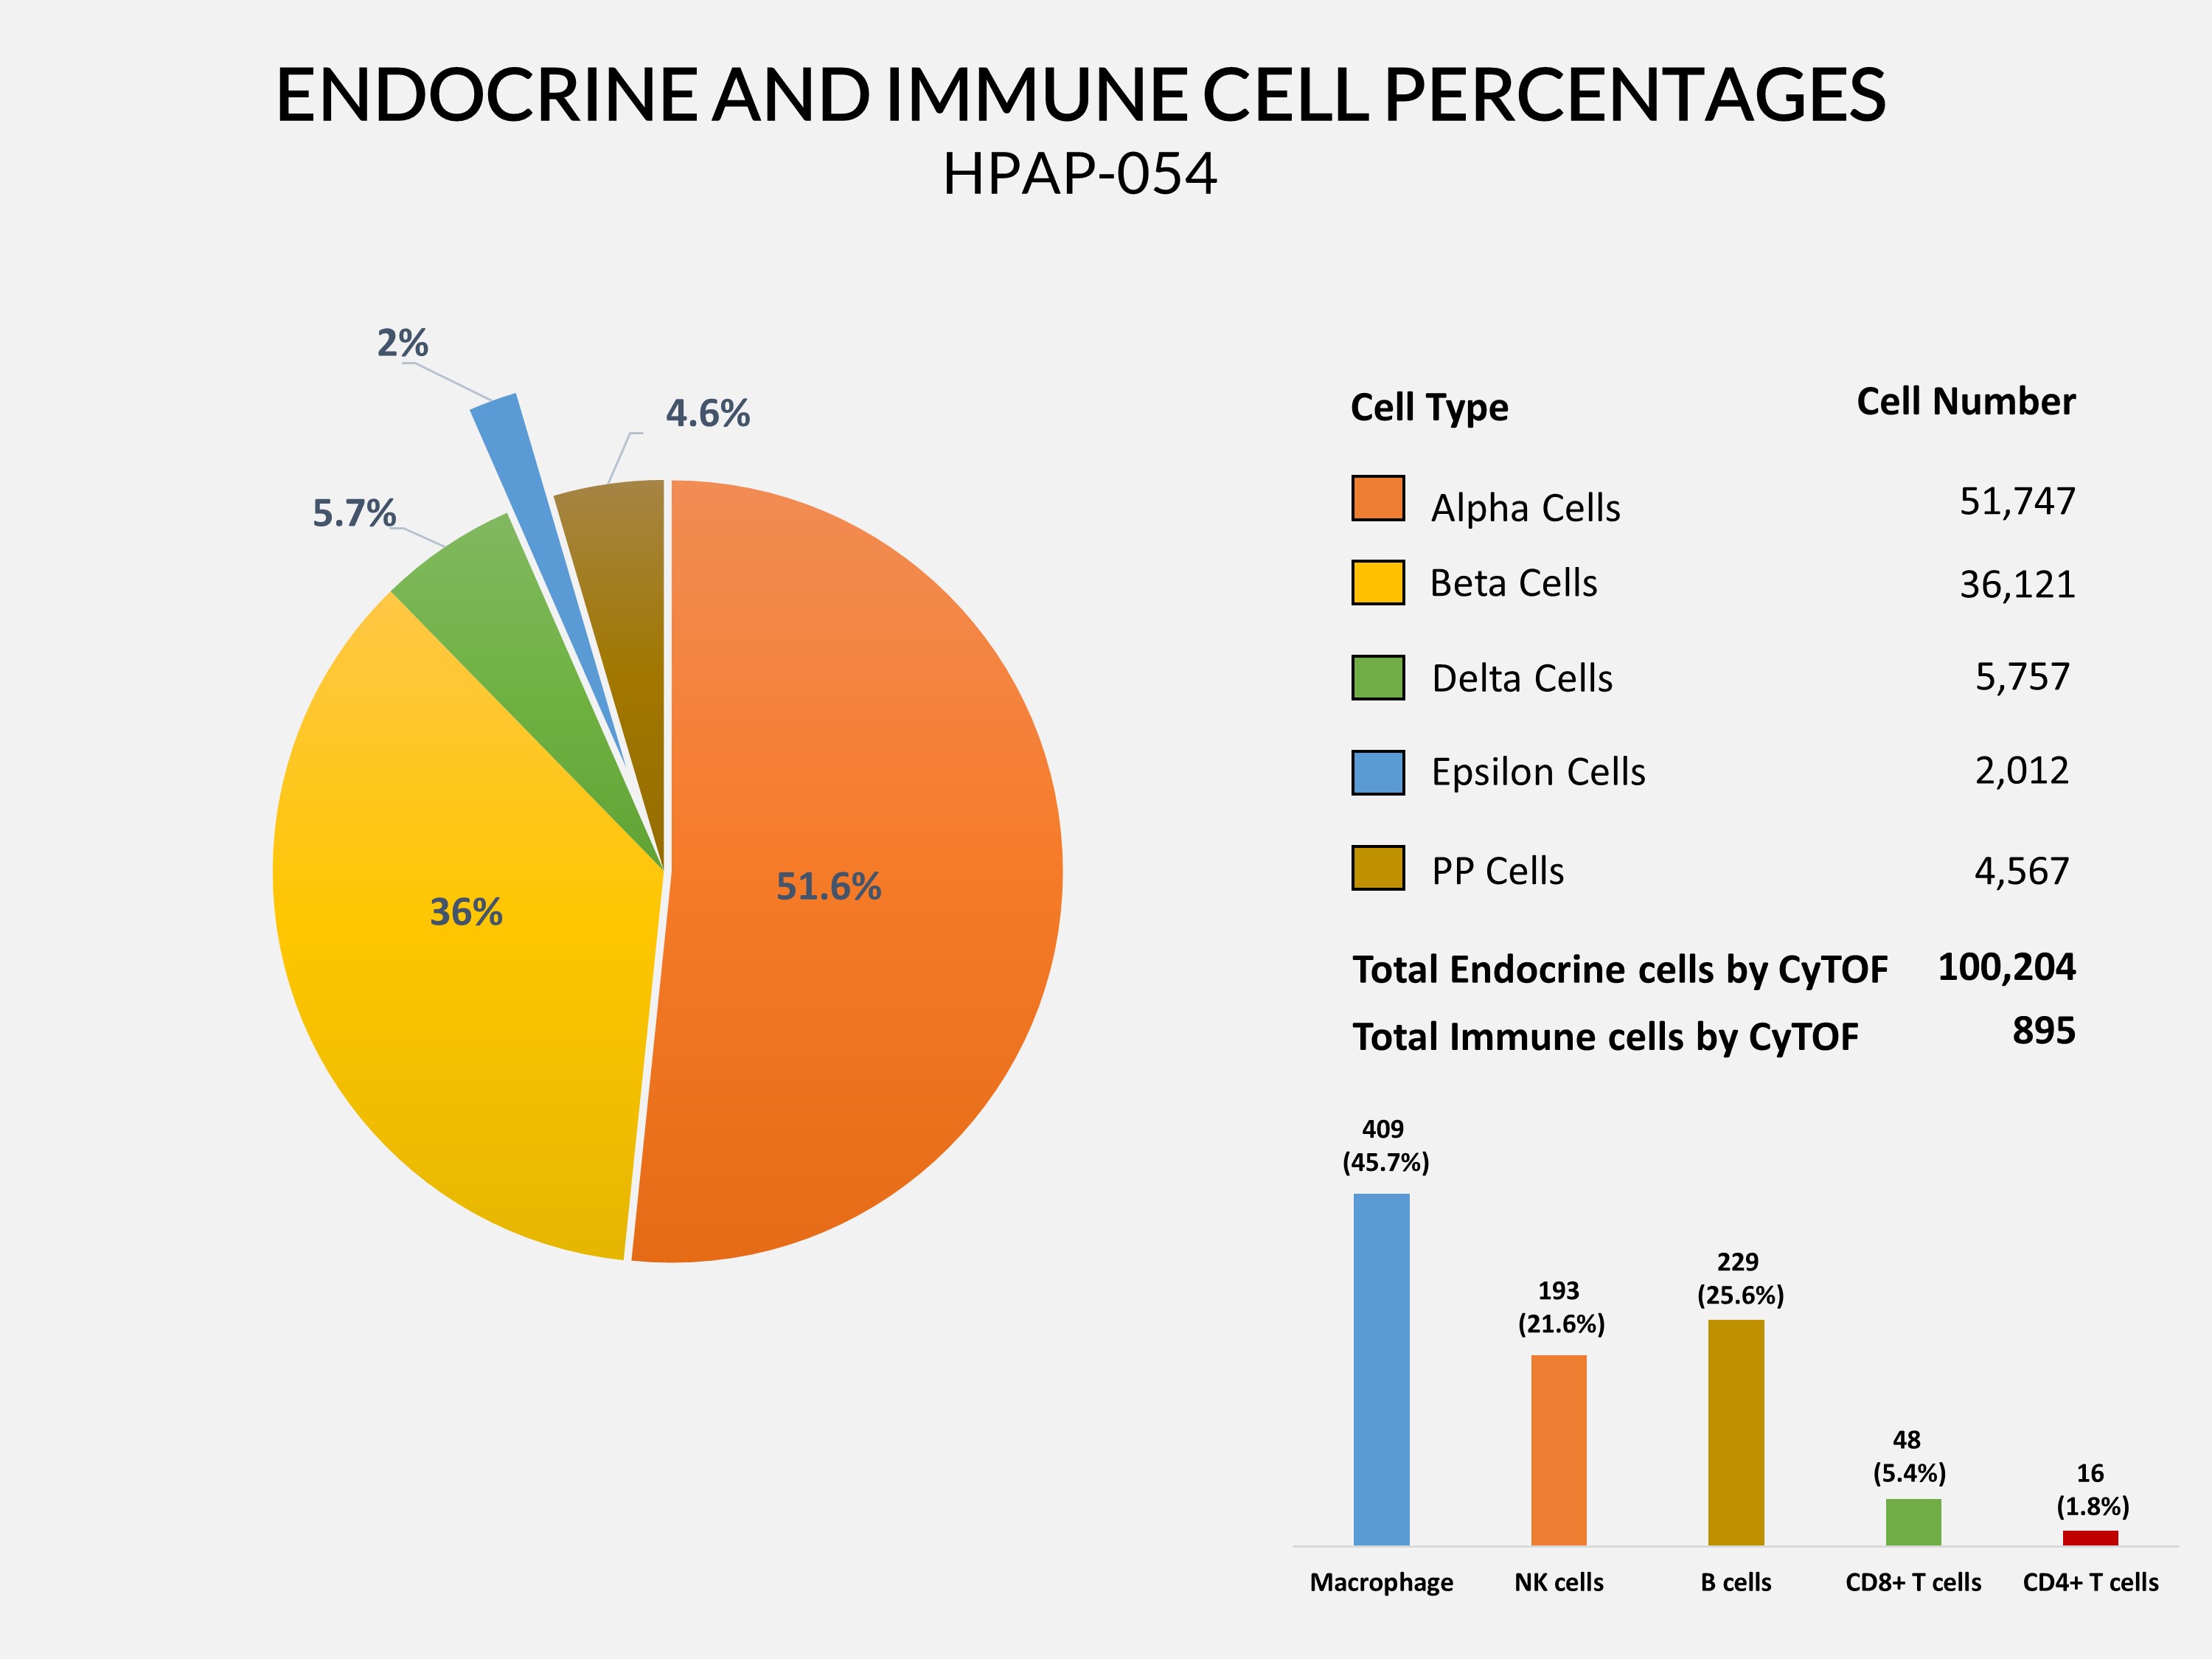 ENDOCRINE AND IMMUNE CELL PERCENTAGES
HPAP-054
2%
4.6%
5.7%
36%
51.6%
Cell Type Cell Number
Alpha Cells 51,747
Beta Cells 36,121
Delta Cells 5,757
Epsilon Cells 2,012
PP Cells 4,567
Total Endocrine cells by CyTOF 100,204
Total Immune cells by CyTOF 895
409
(45.7%)
193
(21.6%)
229
(25.6%)
48
(5.4%)
16
(1.8%)
Macrophage NK cells B cells CD8+ T cells CD4+ T cells